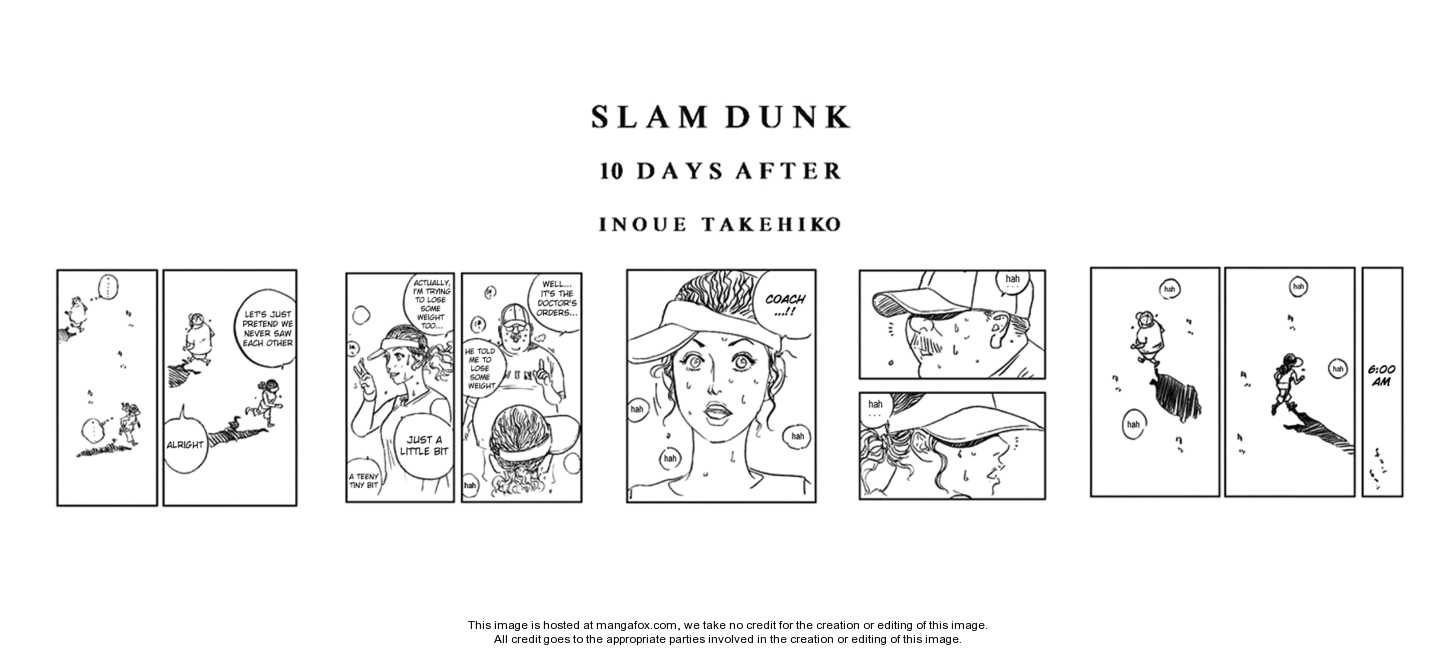 SLAM DUNK
10 DAYS AFTER
INOUE TAKEHIKO
6:00
AM
hah
hah
hah
hah
hah
...
hah
...
COACH
...!!
hah
hah
hah
WELL...
IT'S THE
DOCTOR'S
ORDERS...
HE TOLD
ME TO
LOSE
SOME
WEIGHT
hah
ACTUALLY,
I'M TRYING
TO LOSE
SOME
WEIGHT
TOO...
JUST A
LITTLE BIT
A TEENY
TINY BIT
LET'S JUST
PRETEND WE
NEVER SAW
EACH OTHER
ALRIGHT
This image is hosted at mangafox.com, we take no credit for the creation or editing of this image.
All credit goes to the appropriate parties involved in the creation or editing of this image.